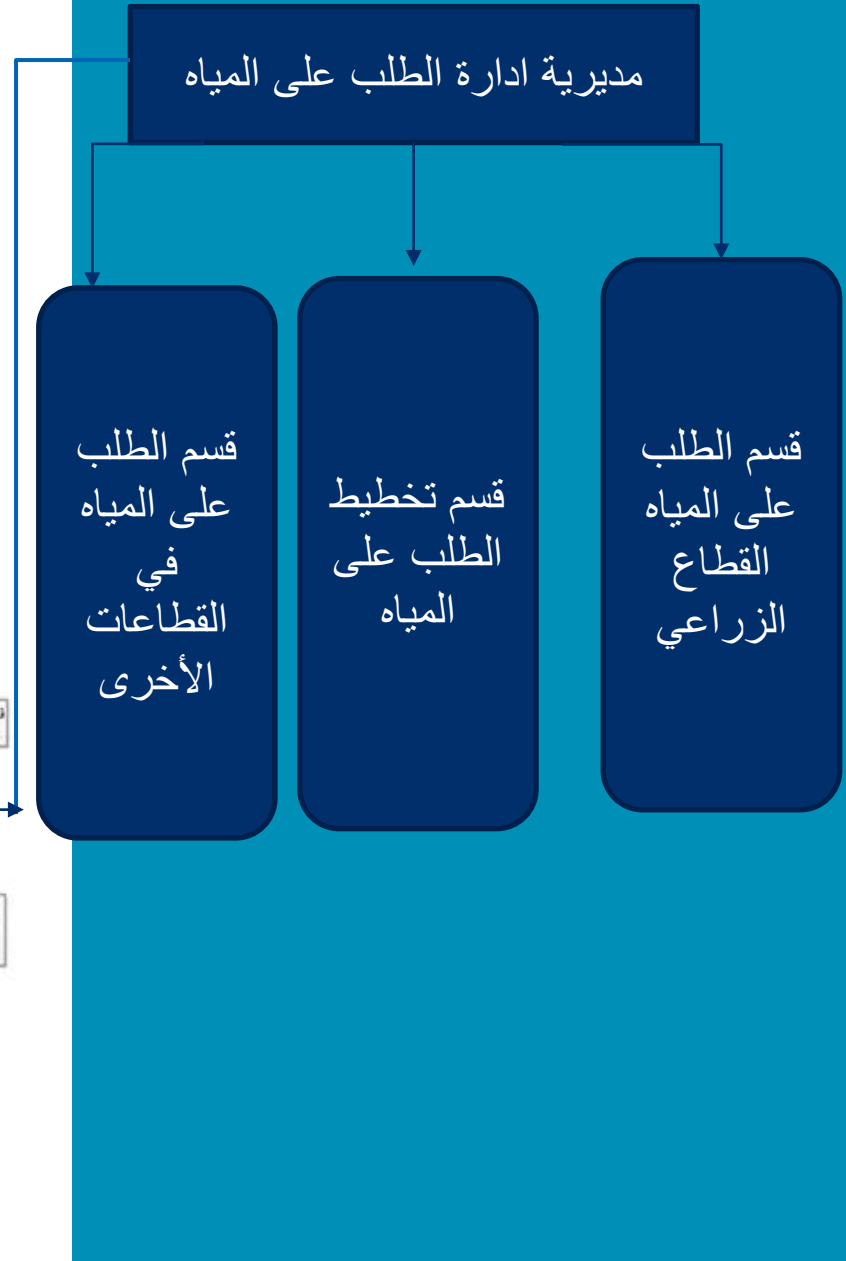 مديرية ادارة الطلب على المياه
قسم الطلب
على المياه
القطاع
الزراعي
قسم تخطيط
الطلب على
المياه
قسم الطلب
على المياه
في
القطاعات
الأخرى